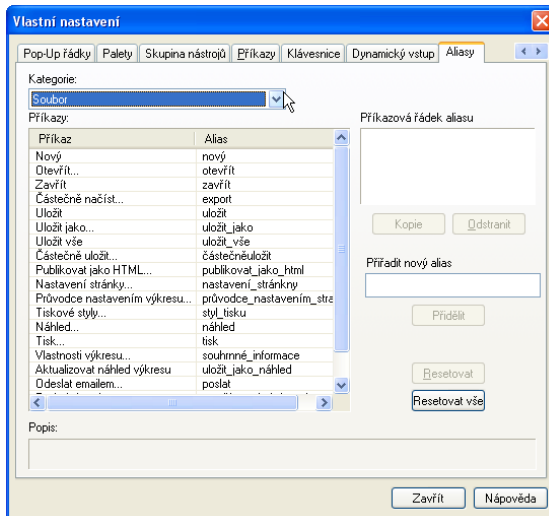 Vlastní nastavení
Pop-Up řádky Palety Skupina nástrojů Příkazy Klávesnice Dynamický vstup Aliasy
Kategorie:
Soubor
Příkazy: Příkazová řádek aliasu
Příkaz Alias
Nový nový
Otevřít... otevřít
Zavřít zavřít
Částečně načíst... export
Uložit uložit
Uložit jako... uložit_jako
Uložit vše uložit_vše
Částečně uložit... částečněuložit
Publikovat jako HTML... publikovat_jako_html
Nastavení stránky... nastavení_stránkny
Průvodce nastavením výkresu... průvodce_nastavením_stra
Tiskové styly... styl_tisku
Náhled... náhled
Tisk... tisk
Vlastnosti výkresu... souhrnné_informace
Aktualizovat náhled výkresu uložit_jako_náhled
Odeslat emailem... poslat
Kopie Odstranit
Přiřadit nový alias
Přidělit
Resetovat
Resetovat vše
Popis:
Zavřít Nápověda